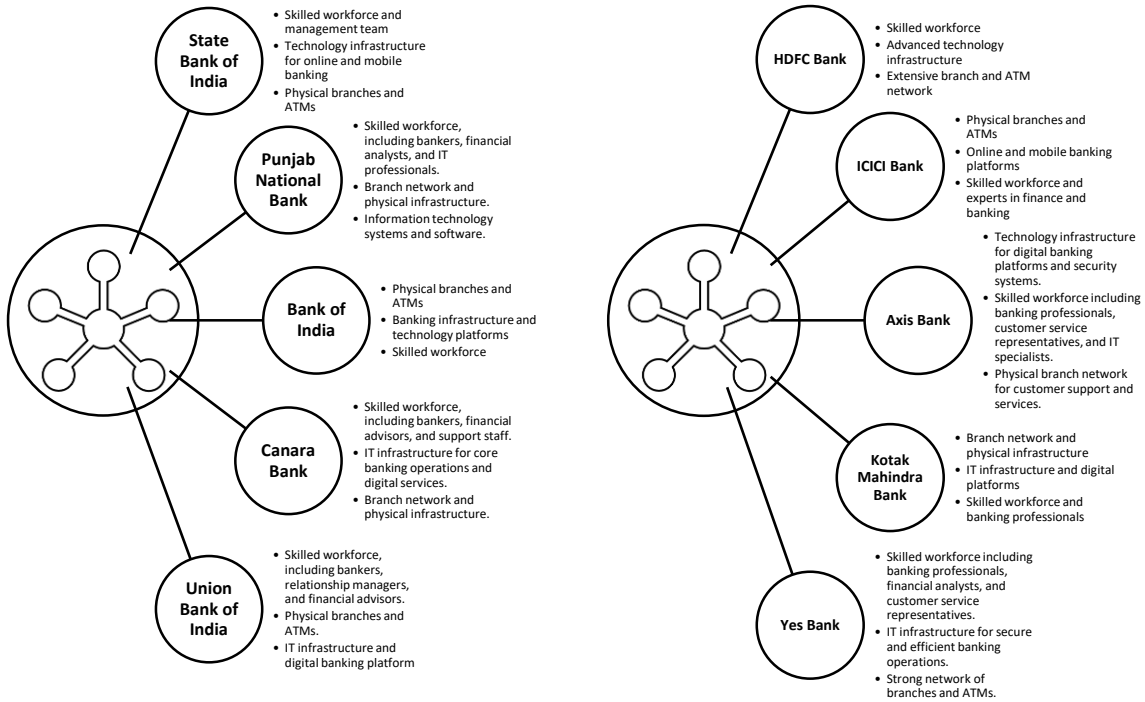 State
Bank of
India
• Skilled workforce and
management team
• Technology infrastructure
for online and mobile
banking
• Physical branches and
ATMs
Punjab
National
Bank
• Skilled workforce,
including bankers, financial
analysts, and IT
professionals.
• Branch network and
physical infrastructure.
• Information technology
systems and software.
Bank of
India
• Physical branches and
ATMs
• Banking infrastructure and
technology platforms
• Skilled workforce
Canara
Bank
• Skilled workforce,
including bankers, financial
advisors, and support staff.
• IT infrastructure for core
banking operations and
digital services.
• Branch network and
physical infrastructure.
Union
Bank of
India
• Skilled workforce,
including bankers,
relationship managers,
and financial advisors.
• Physical branches and
ATMs.
• IT infrastructure and
digital banking platform
HDFC Bank
• Skilled workforce
• Advanced technology
infrastructure
• Extensive branch and ATM
network
ICICI Bank
• Physical branches and
ATMs
• Online and mobile banking
platforms
• Skilled workforce and
experts in finance and
banking
Axis Bank
• Technology infrastructure
for digital banking
platforms and security
systems.
• Skilled workforce including
banking professionals,
customer service
representatives, and IT
specialists.
• Physical branch network
for customer support and
services.
Kotak
Mahindra
Bank
• Branch network and
physical infrastructure
• IT infrastructure and digital
platforms
• Skilled workforce and
banking professionals
Yes Bank
• Skilled workforce including
banking professionals,
financial analysts, and
customer service
representatives.
• IT infrastructure for secure
and efficient banking
operations.
• Strong network of
branches and ATMs.